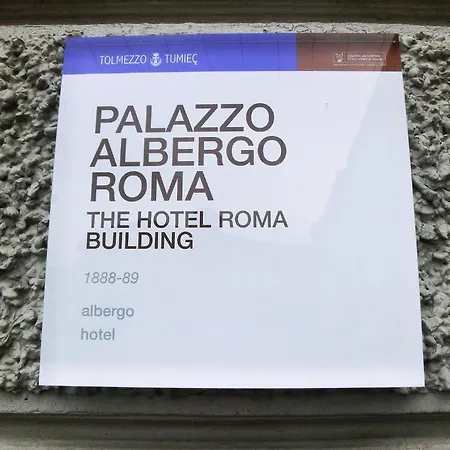 TOLMEZZO TUMIEÇ
PALAZZO
ALBERGO
ROMA
THE HOTEL ROMA
BUILDING
1888-89
albergo
hotel